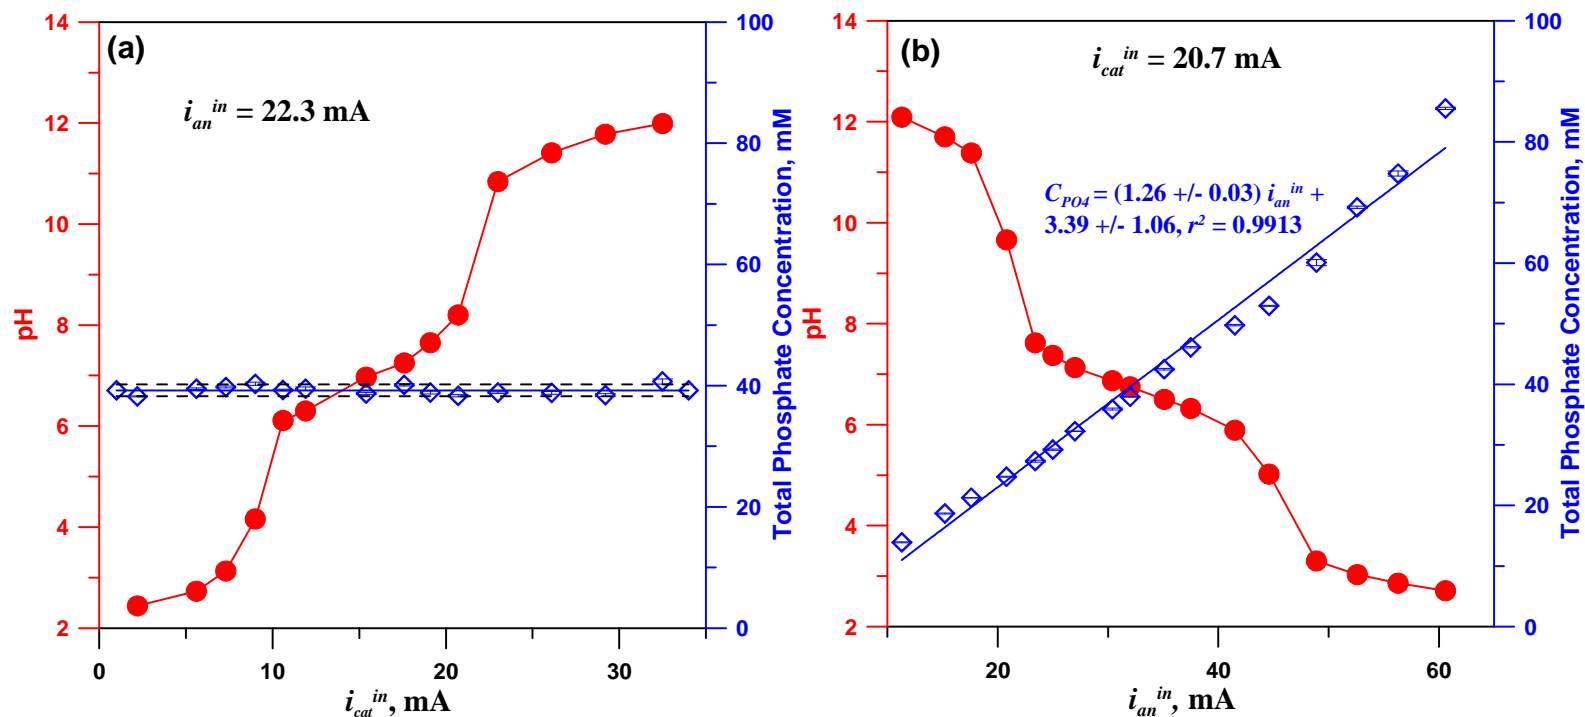 (a)
i_an^in = 22.3 mA
14
12
10
8
6
4
2
pH
0
10
20
30
i_cat^in, mA
100
80
60
40
20
0
Total Phosphate Concentration, mM
(b)
i_cat^in = 20.7 mA
C_PO4 = (1.26 +/- 0.03) i_an^in +
3.39 +/- 1.06, r² = 0.9913
14
12
10
8
6
4
2
pH
20
40
60
i_an^in, mA
100
80
60
40
20
0
Total Phosphate Concentration, mM